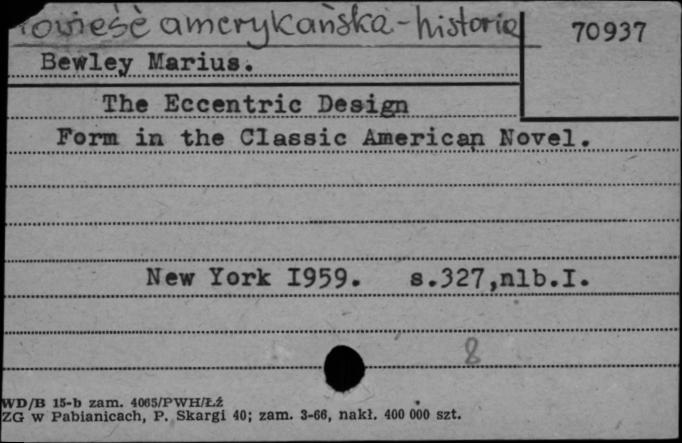 Powieść amerykańska - historia
70937
Bewley Marius.
The Eccentric Design
Form in the Classic American Novel.
New York I959. s.327,nlb.I.
8
WD/B 15-b zam. 4065/PWH/ŁŹ
ZG w Pabianicach, P. Skargi 40; zam. 3-66, nakł. 400 000 szt.